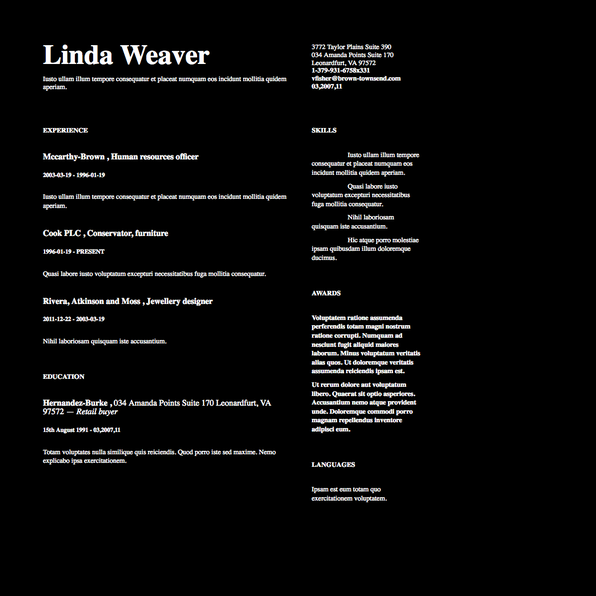 Linda Weaver
Iusto ullam illum tempore consequatur et placeat numquam eos incidunt mollitia quidem
aperiam.
EXPERIENCE
Mccarthy-Brown , Human resources officer
2003-03-19 - 1996-01-19
Iusto ullam illum tempore consequatur et placeat numquam eos incidunt mollitia quidem
aperiam.
Cook PLC , Conservator, furniture
1996-01-19 - PRESENT
Quasi labore iusto voluptatum excepturi necessitatibus fuga mollitia consequatur.
Rivera, Atkinson and Moss , Jewellery designer
2011-12-22 - 2003-03-19
Nihil laboriosam quisquam iste accusantium.
EDUCATION
Hernandez-Burke , 034 Amanda Points Suite 170 Leonardfurt, VA
97572 — Retail buyer
15th August 1991 - 03,2007,11
Totam voluptates nulla similique quis reiciendis. Quod porro iste sed maxime. Nemo
explicabo ipsa exercitationem.
3772 Taylor Plains Suite 390
034 Amanda Points Suite 170
Leonardfurt, VA 97572
1-379-931-6758x331
vfisher@brown-townsend.com
03,2007,11
SKILLS
Iusto ullam illum tempore
consequatur et placeat numquam eos
incidunt mollitia quidem aperiam.
Quasi labore iusto
voluptatum excepturi necessitatibus
fuga mollitia consequatur.
Nihil laboriosam
quisquam iste accusantium.
Hic atque porro molestiae
ipsam quibusdam illum doloremque
ducimus.
AWARDS
Voluptatem ratione assumenda
perferendis totam magni nostrum
ratione corrupti. Numquam ad
nesciunt fugit aliquid maiores
laborum. Minus voluptatum veritatis
alias quos. Ut doloremque veritatis
assumenda reiciendis ipsam est.
Ut rerum dolore aut voluptatum
libero. Quaerat sit optio asperiores.
Accusantium nemo atque provident
unde. Doloremque commodi porro
magnam repellendus inventore
adipisci eum.
LANGUAGES
Ipsam est eum totam quo
exercitationem voluptatem.